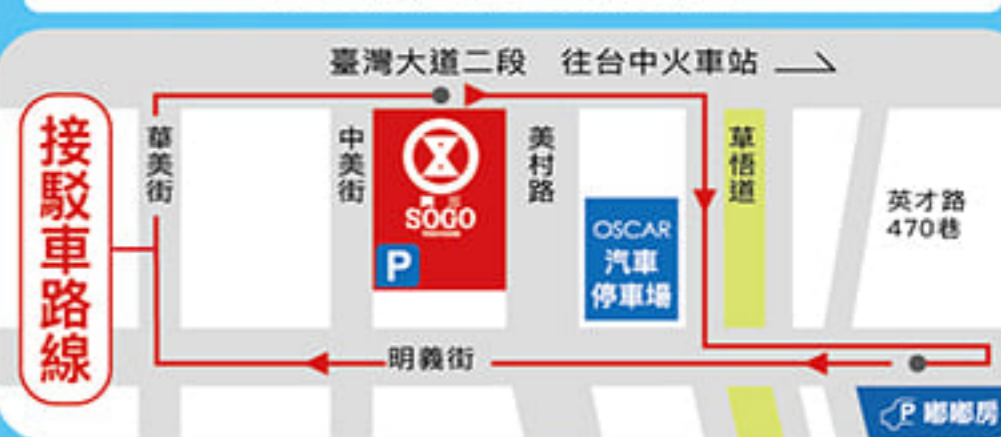 臺灣大道二段 往台中火車站
接駁車路線
華美街
中美街
SOGO
P
美村路
OSCAR
汽車
停車場
草悟道
英才路
470巷
明義街
P 嘟嘟房